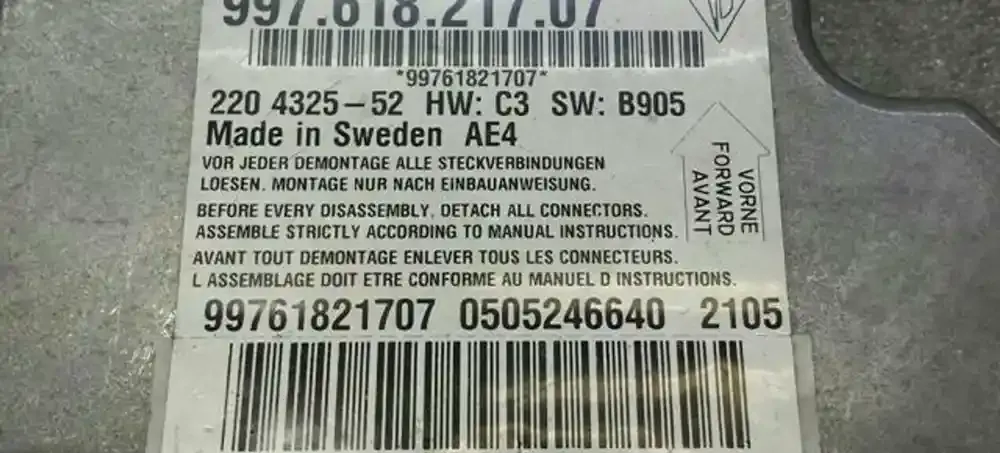 997.618.217.07
*99761821707*
220 4325-52 HW: C3 SW: B905
Made in Sweden AE4
VOR JEDER DEMONTAGE ALLE STECKVERBINDUNGEN
LOESEN. MONTAGE NUR NACH EINBAUANWEISUNG.
BEFORE EVERY DISASSEMBLY, DETACH ALL CONNECTORS.
ASSEMBLE STRICTLY ACCORDING TO MANUAL INSTRUCTIONS.
AVANT TOUT DEMONTAGE ENLEVER TOUS LES CONNECTEURS.
L ASSEMBLAGE DOIT ETRE CONFORME AU MANUEL D INSTRUCTIONS.
VORNE
FORWARD
AVANT
99761821707 0505246640 2105